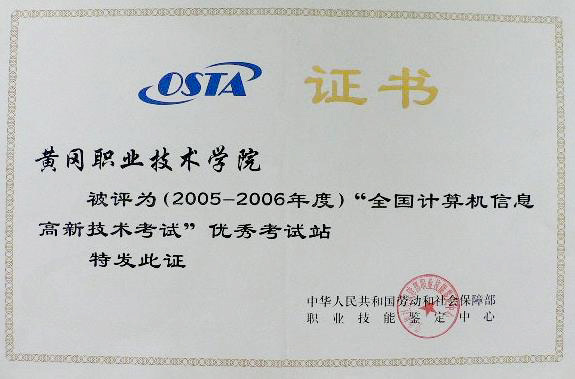 OSTA 证书
黄冈职业技术学院
被评为(2005-2006年度)“全国计算机信息
高新技术考试”优秀考试站
特发此证
中华人民共和国劳动和社会保障部
职业技能鉴定中心